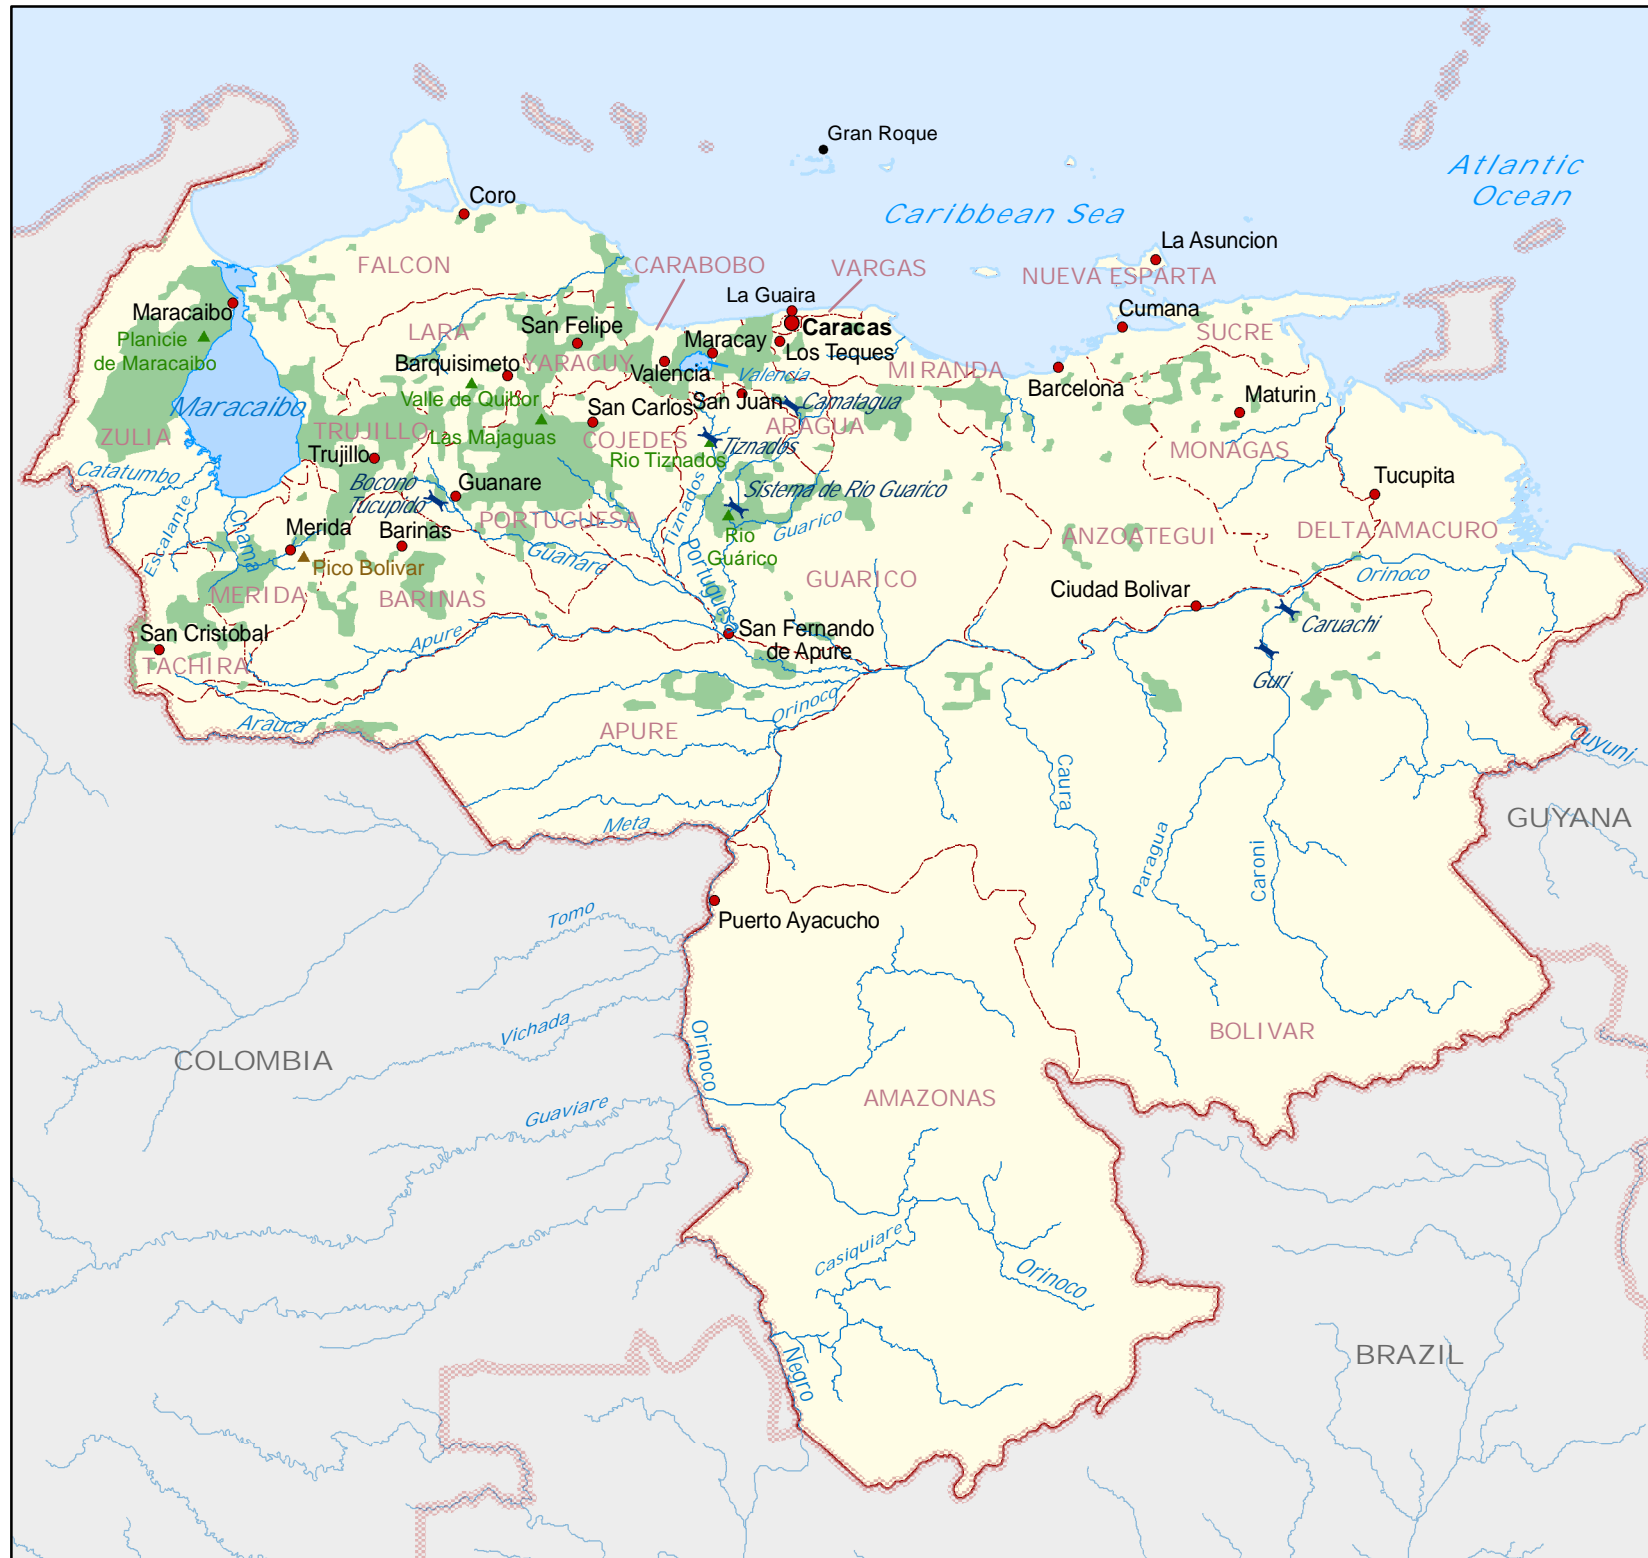 Gran Roque
Atlantic
Ocean
Caribbean Sea
Coro
La Asuncion
FALCON
CARABOBO
VARGAS
NUEVA ESPARTA
La Guaira
Maracaibo
Planicie
de Maracaibo
LARA
San Felipe
Caracas
Cumana
SUCRE
Maracay
Los Teques
Barquisimeto
YARACUY
Valencia
Valencia
MIRANDA
Barcelona
Maracaibo
Valle de Quibor
San Juan
Camatagua
Maturin
San Carlos
ZULIA
TRUJILLO
Las Majaguas
COJEDES
ARAGUA
Tiznados
Rio Tiznados
MONAGAS
Trujillo
Catatumbo
Bocono
Tucupido
Guanare
Sistema de Rio Guarico
Tucupita
Escalante
Chama
Merida
Barinas
PORTUGUESA
Tiznados
Guarico
Rio
Guárico
ANZOATEGUI
DELTA AMACURO
Pico Bolivar
Guanare
Portuguesa
GUARICO
Orinoco
MERIDA
BARINAS
Ciudad Bolivar
Caruachi
San Cristobal
TACHIRA
Apure
San Fernando
de Apure
Guri
Arauca
APURE
Orinoco
Cuyuni
Meta
Caura
Paragua
Caroni
GUYANA
Puerto Ayacucho
Tomo
Vichada
Orinoco
COLOMBIA
BOLIVAR
Guaviare
AMAZONAS
Casiquiare
Orinoco
Negro
BRAZIL